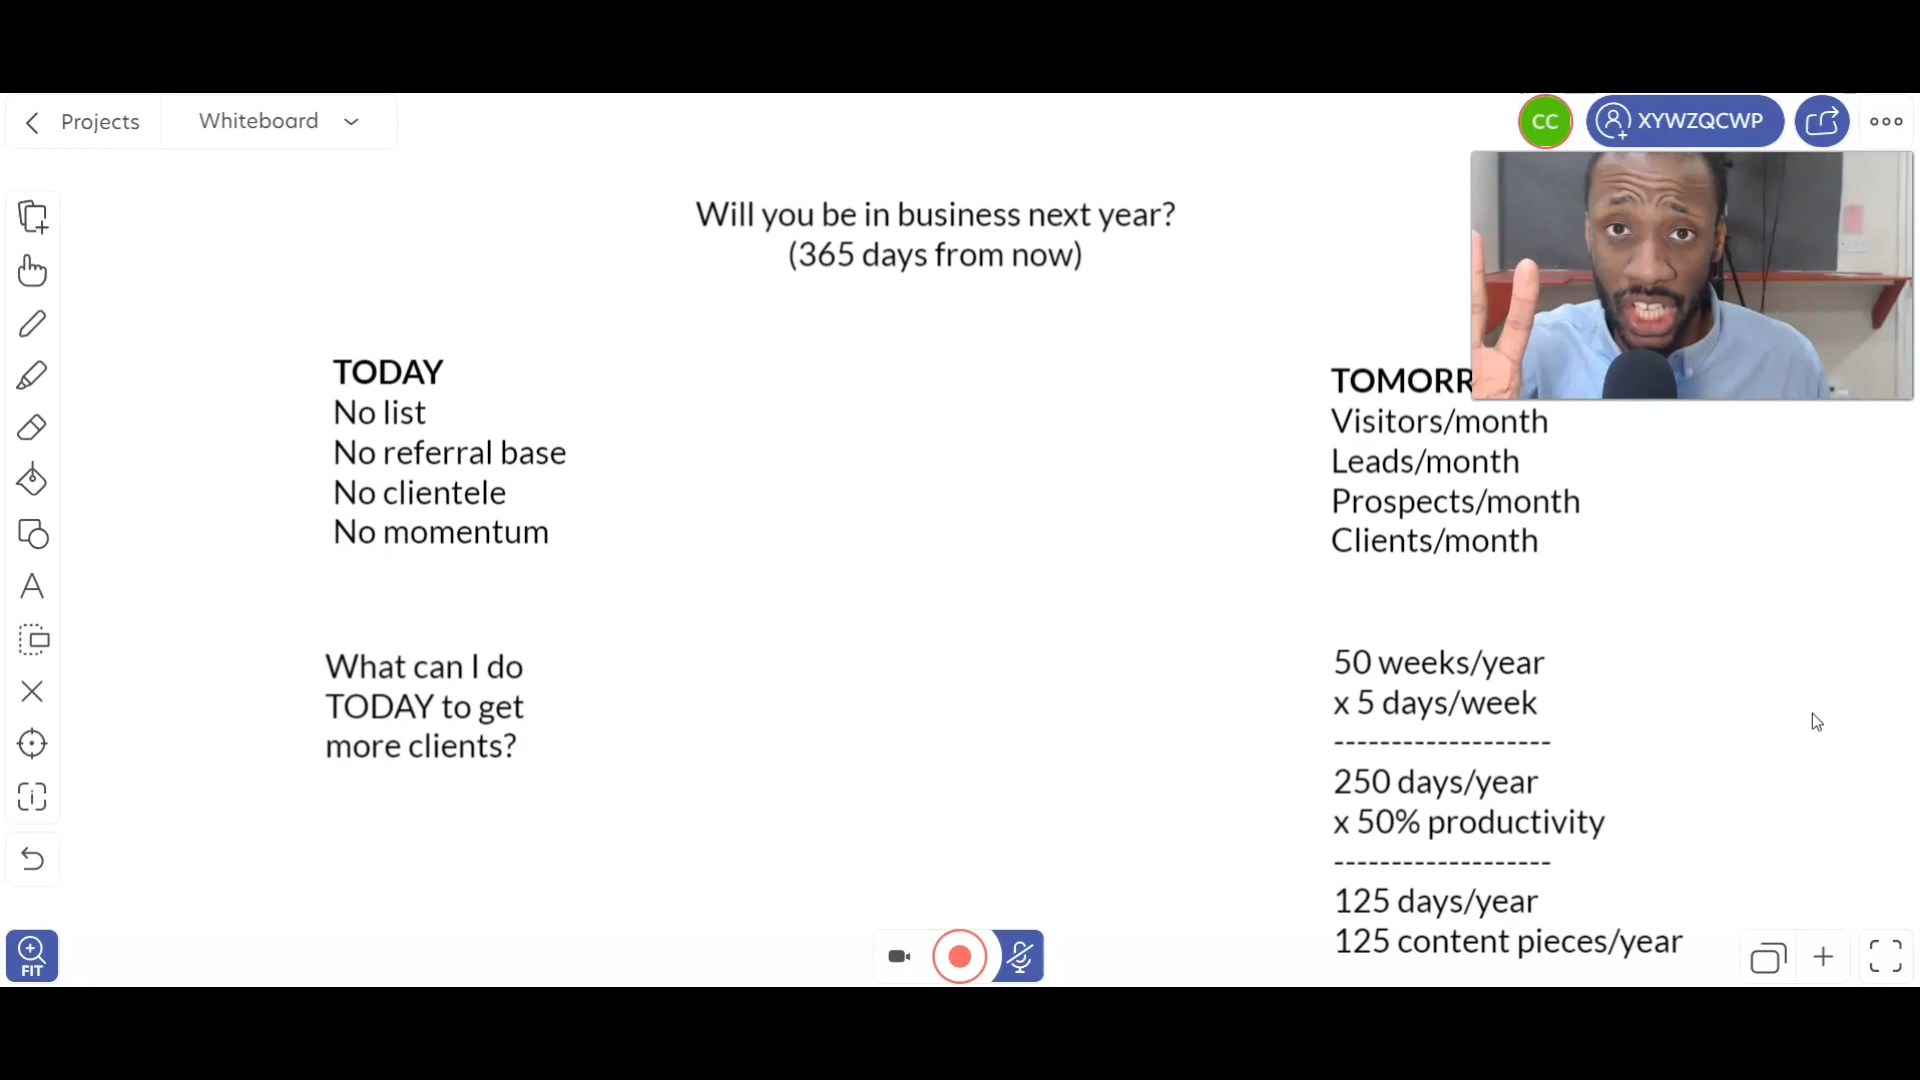 Projects
Whiteboard
CC
XYWZQCWP
Will you be in business next year?
(365 days from now)
TODAY
No list
No referral base
No clientele
No momentum
What can I do
TODAY to get
more clients?
TOMORR
Visitors/month
Leads/month
Prospects/month
Clients/month
50 weeks/year
x 5 days/week
-------------------
250 days/year
x 50% productivity
-------------------
125 days/year
125 content pieces/year
A
FIT